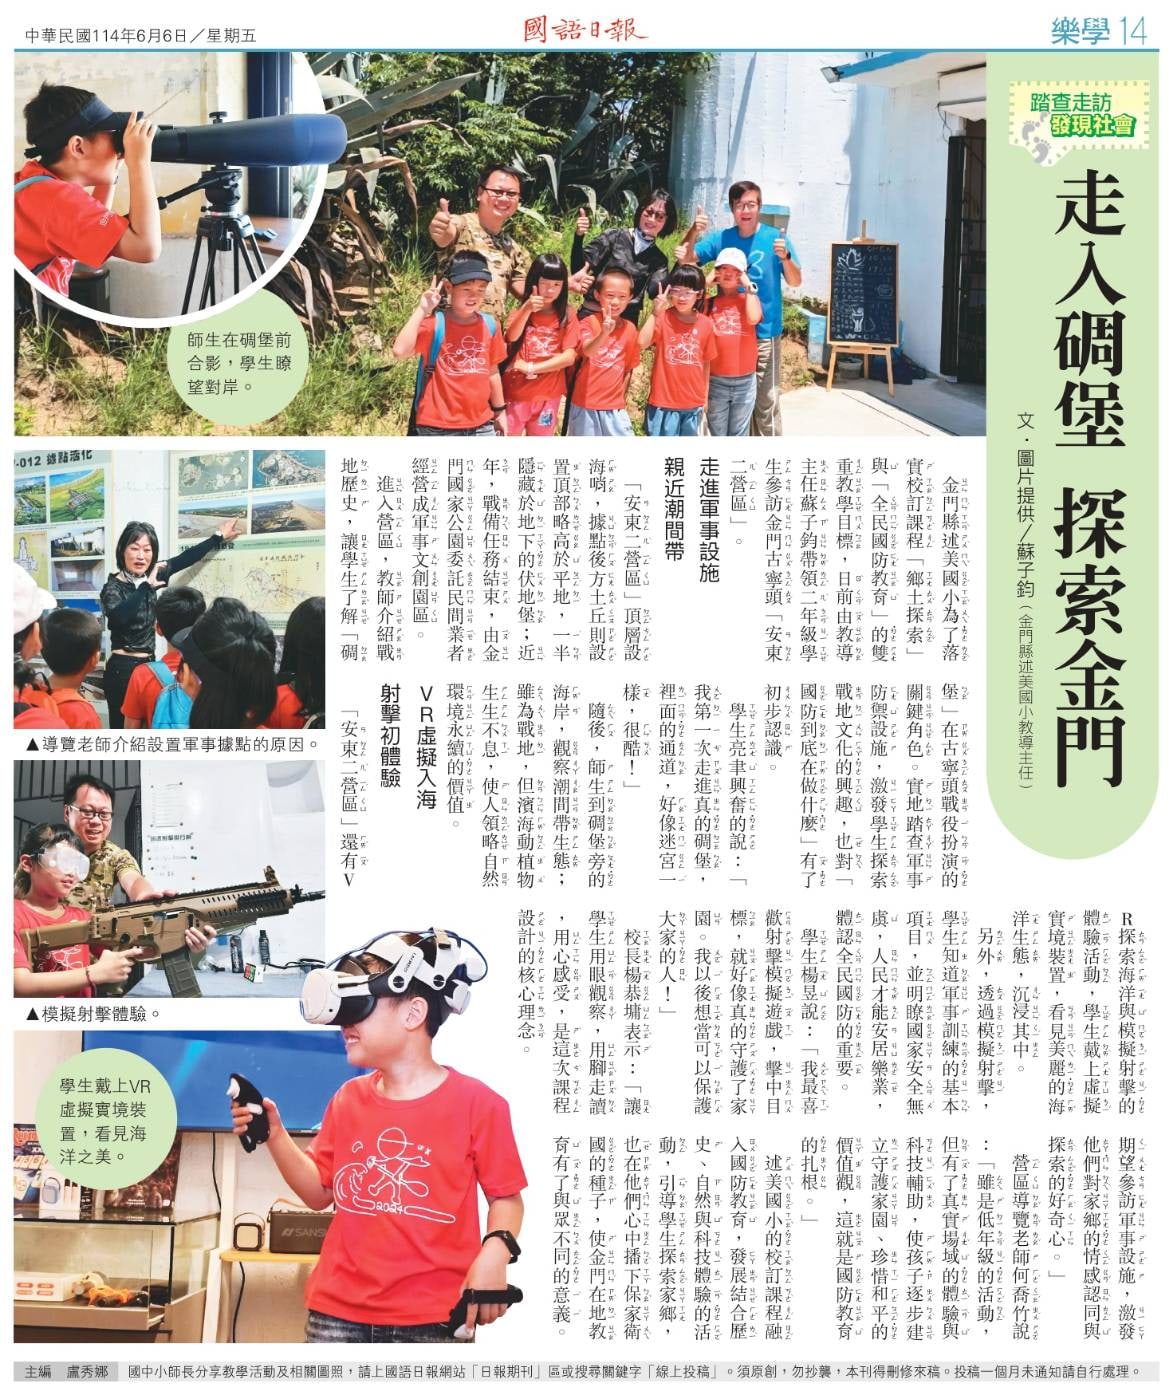 中華民國114年6月6日／星期五
國語日報
樂學 14
踏查走訪
發現社會
走入碉堡 探索金門
文．圖片提供／蘇子鈞（金門縣述美國小教導主任）
師生在碉堡前
合影，學生瞭
望對岸。
金門縣述美國小為了落
實校訂課程「鄉土探索」
與「全民國防教育」的雙
重教學目標，日前由教導
主任蘇子鈞帶領二年級學
生參訪金門古寧頭「安東
二營區」。
走進軍事設施
親近潮間帶
「安東二營區」頂層設
海哨，據點後方土丘則設
置頂部略高於平地，一半
隱藏於地下的伏地堡；近
年，戰備任務結束，由金
門國家公園委託民間業者
經營成軍事文創園區。
進入營區，教師介紹戰
地歷史，讓學生了解「碉
堡」在古寧頭戰役扮演的
關鍵角色。實地踏查軍事
防禦設施，激發學生探索
戰地文化的興趣，也對「
國防到底在做什麼」有了
初步認識。
學生亮聿興奮的說：「
我第一次走進真的碉堡，
裡面的通道，好像迷宮一
樣，很酷！」
隨後，師生到碉堡旁的
海岸，觀察潮間帶生態；
雖為戰地，但濱海動植物
生生不息，使人領略自然
環境永續的價值。
VR虛擬入海
射擊初體驗
「安東二營區」還有V
R探索海洋與模擬射擊的
體驗活動，學生戴上虛擬
實境裝置，看見美麗的海
洋生態，沉浸其中。
另外，透過模擬射擊，
學生知道軍事訓練的基本
項目，並明瞭國家安全無
虞，人民才能安居樂業，
體認全民國防的重要。
學生楊昱說：「我最喜
歡射擊模擬遊戲，擊中目
標，就好像真的守護了家
園。我以後想當可以保護
大家的人！」
校長楊恭墉表示：「讓
學生用眼觀察，用腳走讀
，用心感受，是這次課程
設計的核心理念。
期望參訪軍事設施，激發
他們對家鄉的情感認同與
探索的好奇心。」
營區導覽老師何喬竹說
：「雖是低年級的活動，
但有了真實場域的體驗與
科技輔助，使孩子逐步建
立守護家園、珍惜和平的
價值觀，這就是國防教育
的扎根。」
述美國小的校訂課程融
入國防教育，發展結合歷
史、自然與科技體驗的活
動，引導學生探索家鄉，
也在他們心中播下保家衛
國的種子，使金門在地教
育有了與眾不同的意義。
-012 據點活化
▲導覽老師介紹設置軍事據點的原因。
▲模擬射擊體驗。
學生戴上VR
虛擬實境裝
置，看見海
洋之美。
2024
SANSUI
主編 盧秀娜 國中小師長分享教學活動及相關圖照，請上國語日報網站「日報期刊」區或搜尋關鍵字「線上投稿」。須原創，勿抄襲，本刊得刪修來稿。投稿一個月未通知請自行處理。